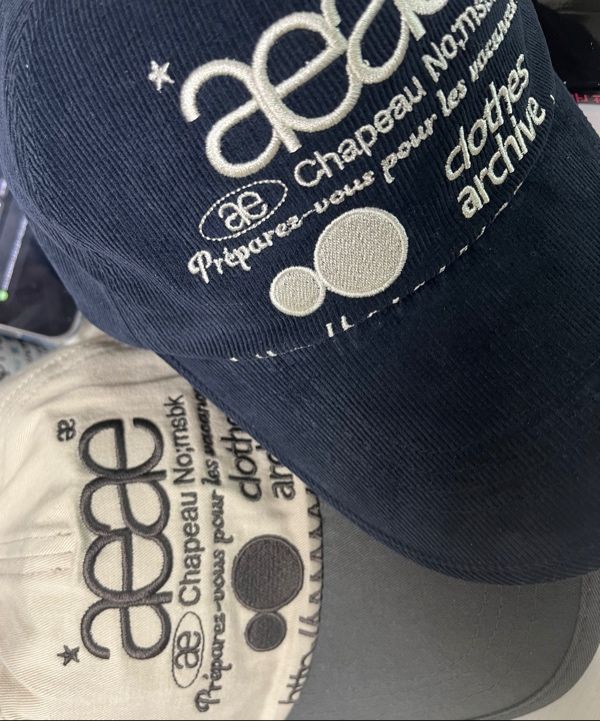 aeae
Chapeau No;msbk
ae
Préparez-vous pour les vacances
clothes
archive
ae
aeae
ae
Chapeau No;msbk
Préparez-vous pour les